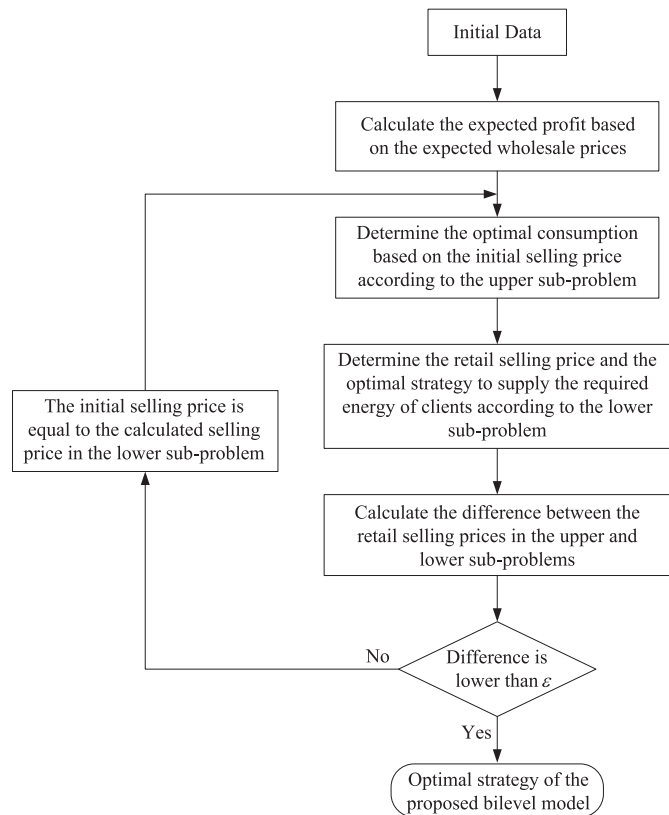 Initial Data
Calculate the expected profit based
on the expected wholesale prices
Determine the optimal consumption
based on the initial selling price
according to the upper sub-problem
Determine the retail selling price and the
optimal strategy to supply the required
energy of clients according to the lower
sub-problem
The initial selling price is
equal to the calculated selling
price in the lower sub-problem
Calculate the difference between the
retail selling prices in the upper and
lower sub-problems
No
Difference is
lower than ε
Yes
Optimal strategy of the
proposed bilevel model